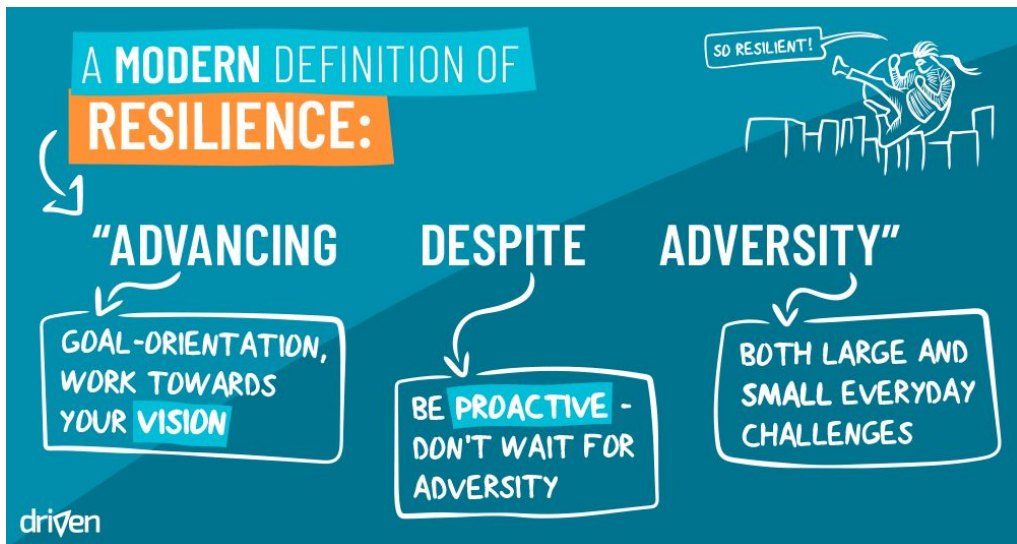 A MODERN DEFINITION OF
RESILIENCE:
SO RESILIENT!
“ADVANCING DESPITE ADVERSITY”
GOAL-ORIENTATION,
WORK TOWARDS
YOUR VISION
BE PROACTIVE -
DON'T WAIT FOR
ADVERSITY
BOTH LARGE AND
SMALL EVERYDAY
CHALLENGES
driven